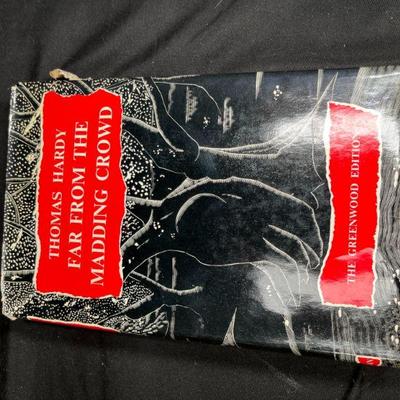 THOMAS HARDY
FAR FROM THE
MADDING CROWD
THE GREENWOOD EDITION